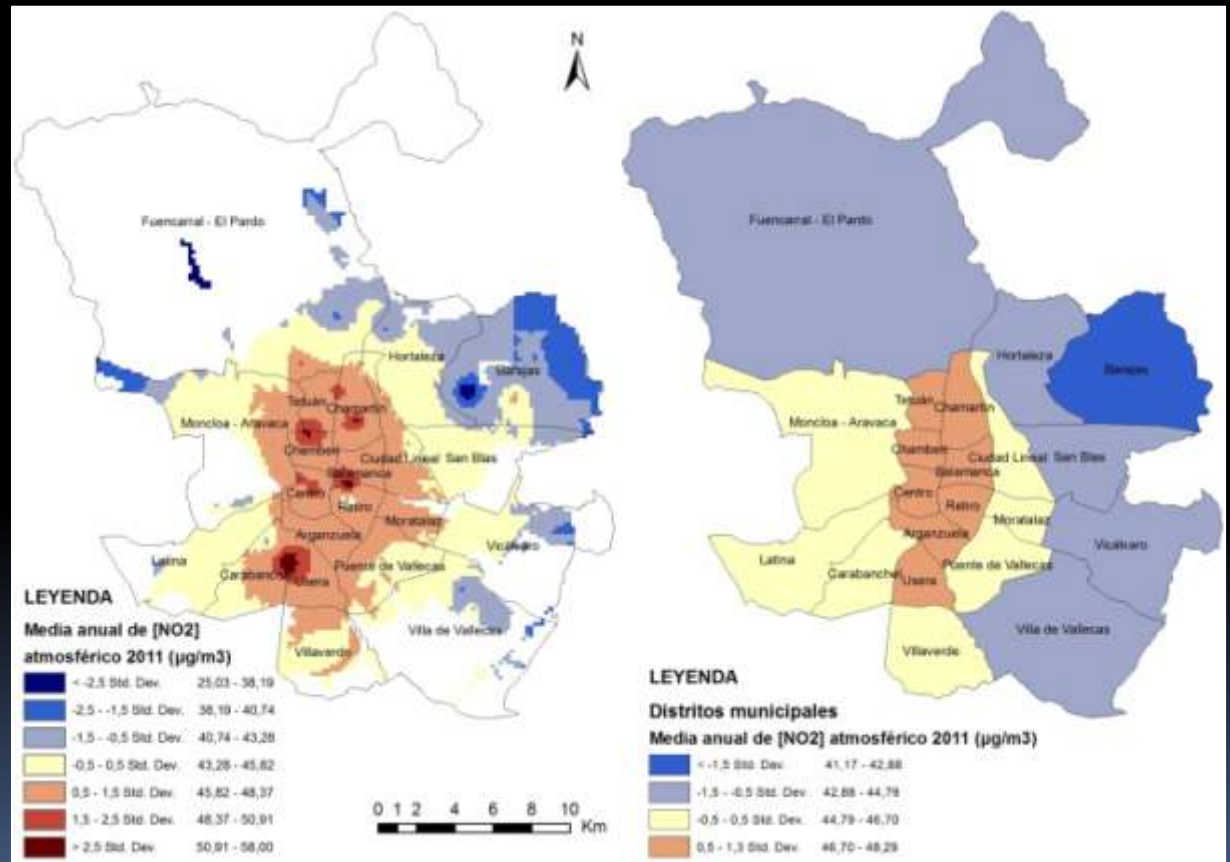 N
Fuencarral - El Pardo
Hortaleza
Barajas
Tetuán
Chamartín
Moncloa - Aravaca
Chamberí
Ciudad Lineal
San Blas
Salamanca
Centro
Retiro
Moratalaz
Arganzuela
Vicálvaro
Latina
Puente de Vallecas
Carabanchel
Usera
Villa de Vallecas
Villaverde
LEYENDA
Media anual de [NO2]
atmosférico 2011 (µg/m3)
< -2,5 Std. Dev. 25,03 - 38,19
-2,5 - -1,5 Std. Dev. 38,19 - 40,74
-1,5 - -0,5 Std. Dev. 40,74 - 43,28
-0,5 - 0,5 Std. Dev. 43,28 - 45,82
0,5 - 1,5 Std. Dev. 45,82 - 48,37
1,5 - 2,5 Std. Dev. 48,37 - 50,91
> 2,5 Std. Dev. 50,91 - 58,00
0 1 2 4 6 8 10
Km
Fuencarral - El Pardo
Hortaleza
Barajas
Tetuán
Chamartín
Moncloa - Aravaca
Chamberí
Ciudad Lineal
San Blas
Salamanca
Centro
Retiro
Moratalaz
Arganzuela
Vicálvaro
Latina
Puente de Vallecas
Carabanchel
Usera
Villa de Vallecas
Villaverde
LEYENDA
Distritos municipales
Media anual de [NO2] atmosférico 2011 (µg/m3)
< -1,5 Std. Dev. 41,17 - 42,88
-1,5 - -0,5 Std. Dev. 42,88 - 44,78
-0,5 - 0,5 Std. Dev. 44,79 - 46,70
0,5 - 1,3 Std. Dev. 46,70 - 48,29